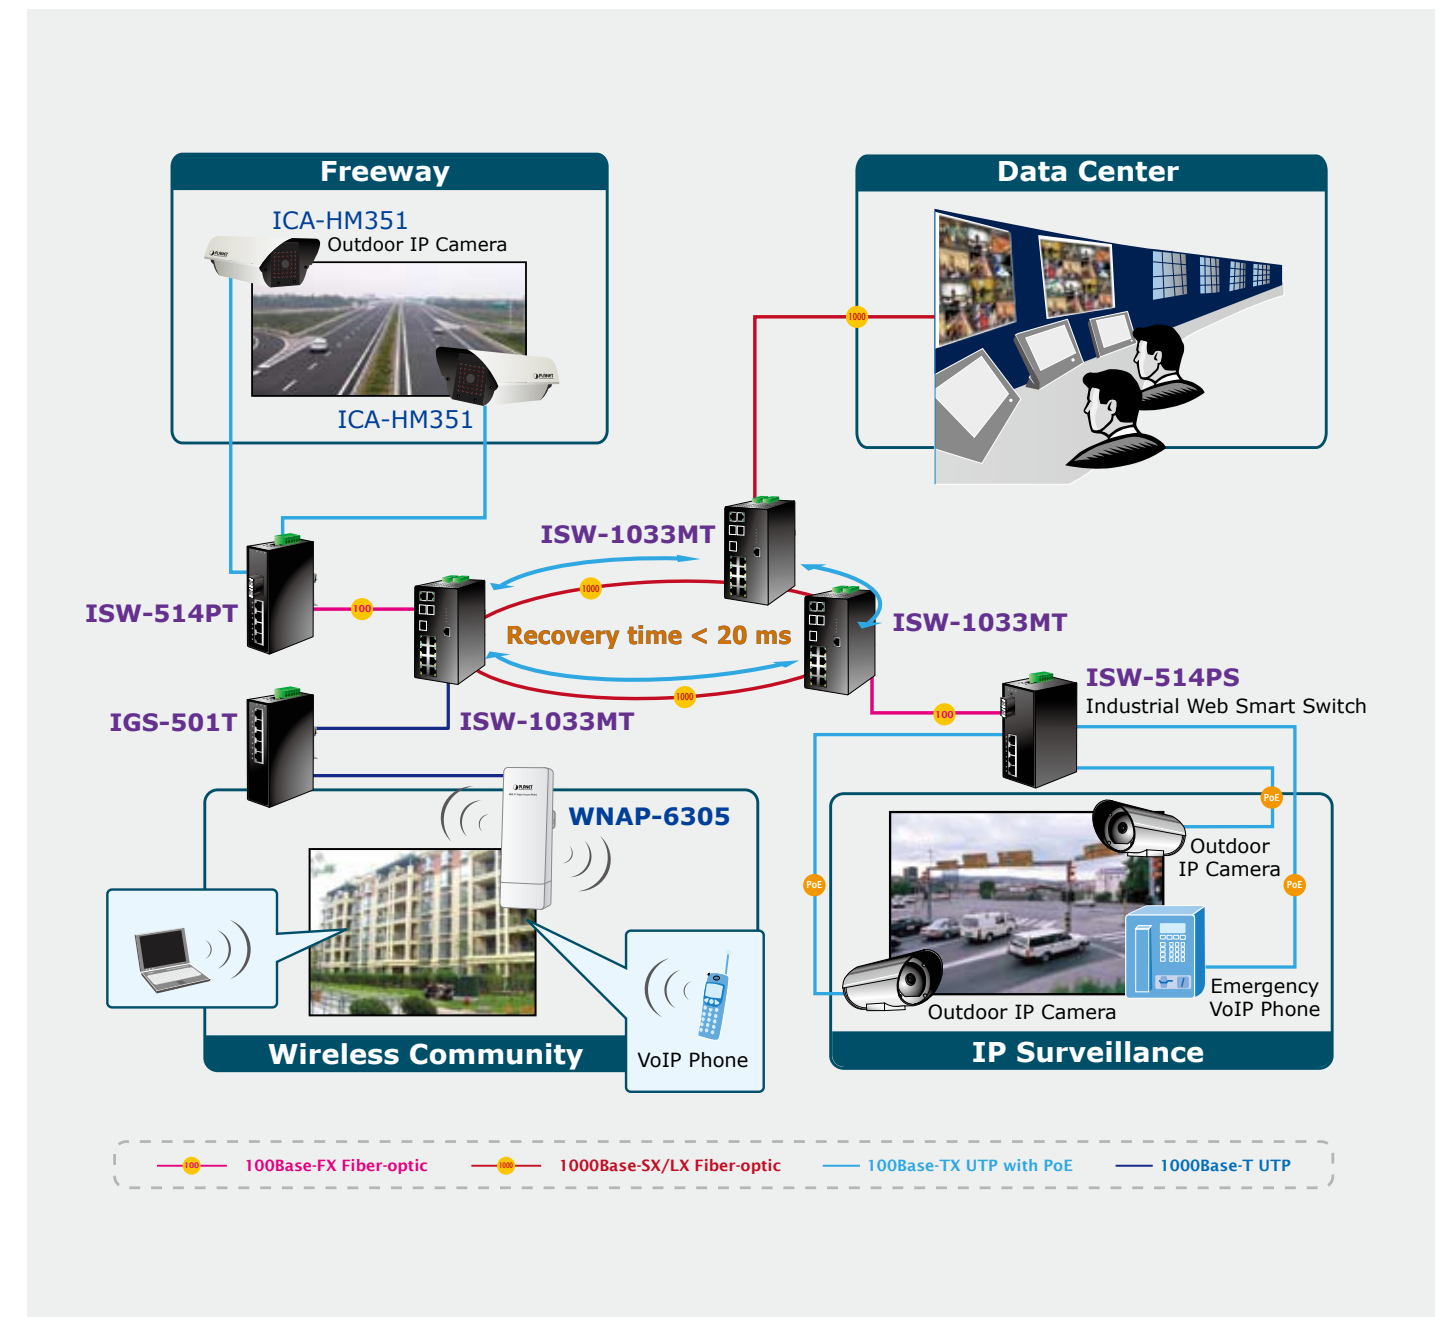 Freeway
Data Center
ICA-HM351
Outdoor IP Camera
PLANET
1000
PLANET
ICA-HM351
ISW-1033MT
ISW-514PT
100
1000
ISW-1033MT
Recovery time < 20 ms
ISW-514PS
Industrial Web Smart Switch
IGS-501T
ISW-1033MT
1000
100
PLANET
WNAP-6305
PoE
Outdoor
IP Camera
PoE
PoE
Emergency
VoIP Phone
Outdoor IP Camera
VoIP Phone
Wireless Community
IP Surveillance
100
100Base-FX Fiber-optic
1000
1000Base-SX/LX Fiber-optic
100Base-TX UTP with PoE
1000Base-T UTP